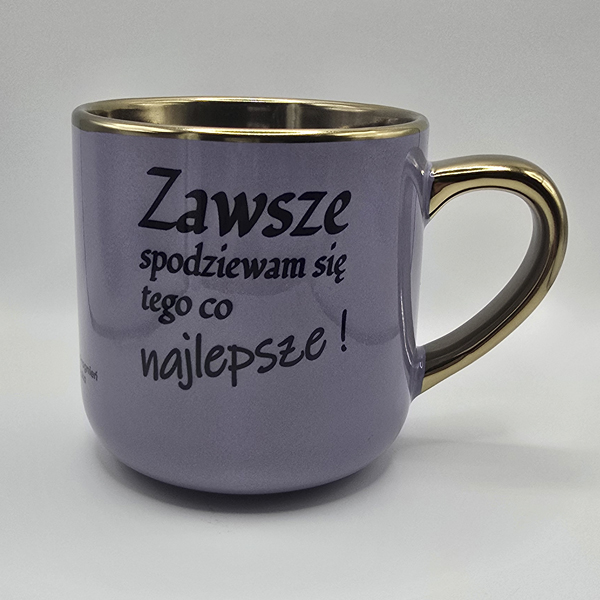 Zawsze
spodziewam się
tego co
najlepsze!